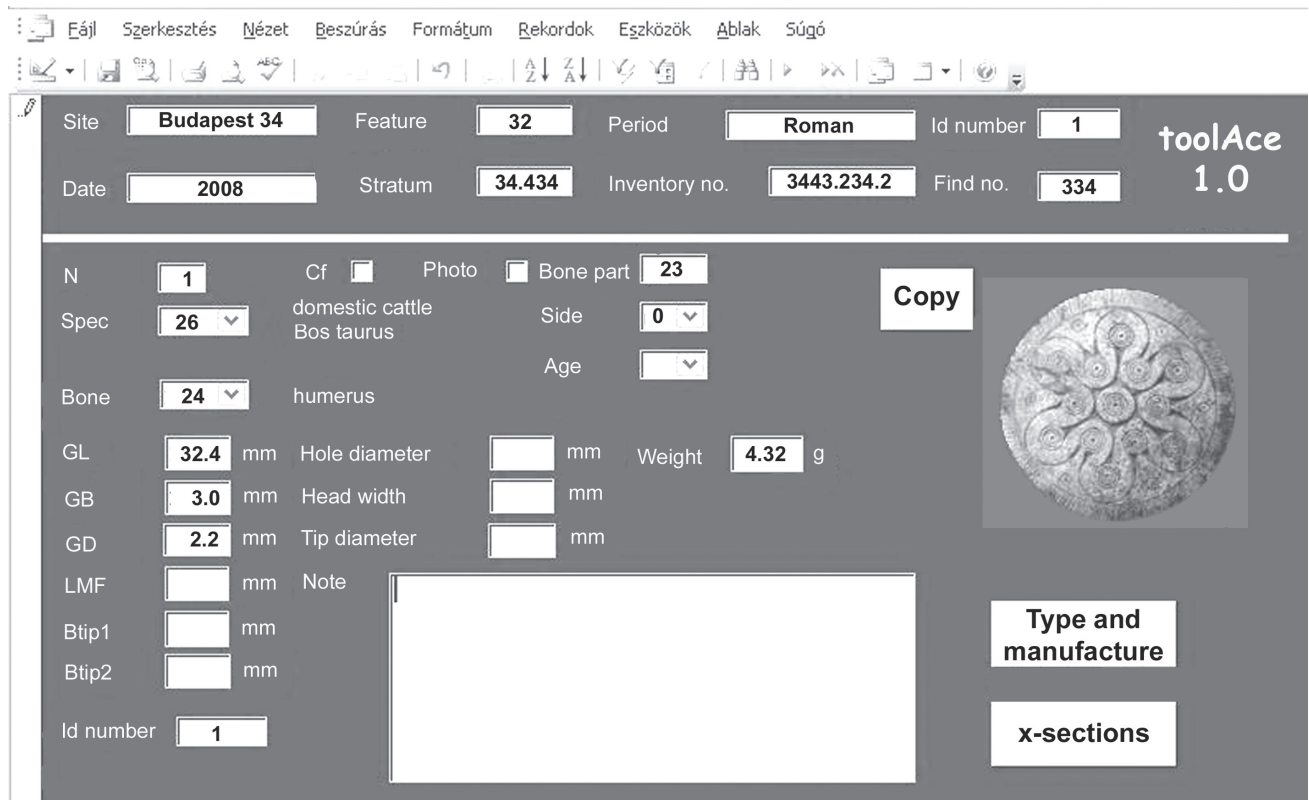 Fájl Szerkesztés Nézet Beszúrás Formátum Rekordok Eszközök Ablak Súgó
Site Budapest 34 Feature 32 Period Roman Id number 1
toolAce
1.0
Date 2008 Stratum 34.434 Inventory no. 3443.234.2 Find no. 334
N 1 Cf Photo Bone part 23
Copy
Spec 26 domestic cattle
Bos taurus
Side 0
Age
Bone 24 humerus
GL 32.4 mm Hole diameter mm Weight 4.32 g
GB 3.0 mm Head width mm
GD 2.2 mm Tip diameter mm
LMF mm Note
Btip1 mm
Btip2 mm
Id number 1
Type and
manufacture
x-sections